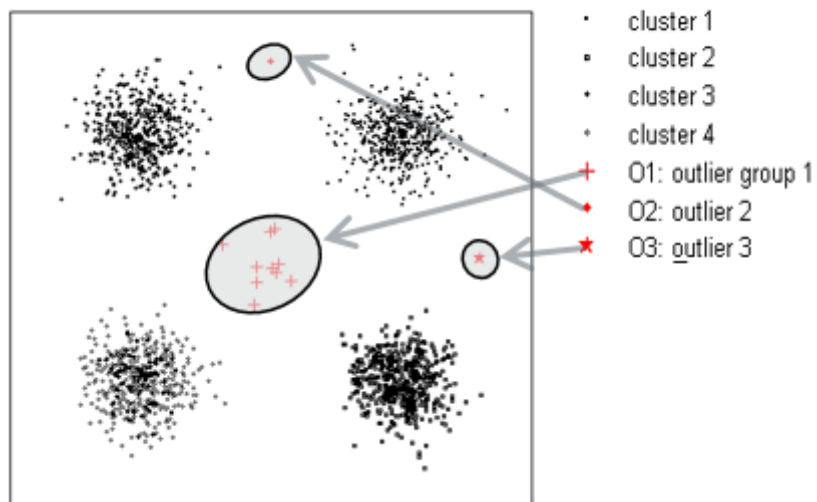 cluster 1
cluster 2
cluster 3
cluster 4
O1: outlier group 1
O2: outlier 2
O3: outlier 3